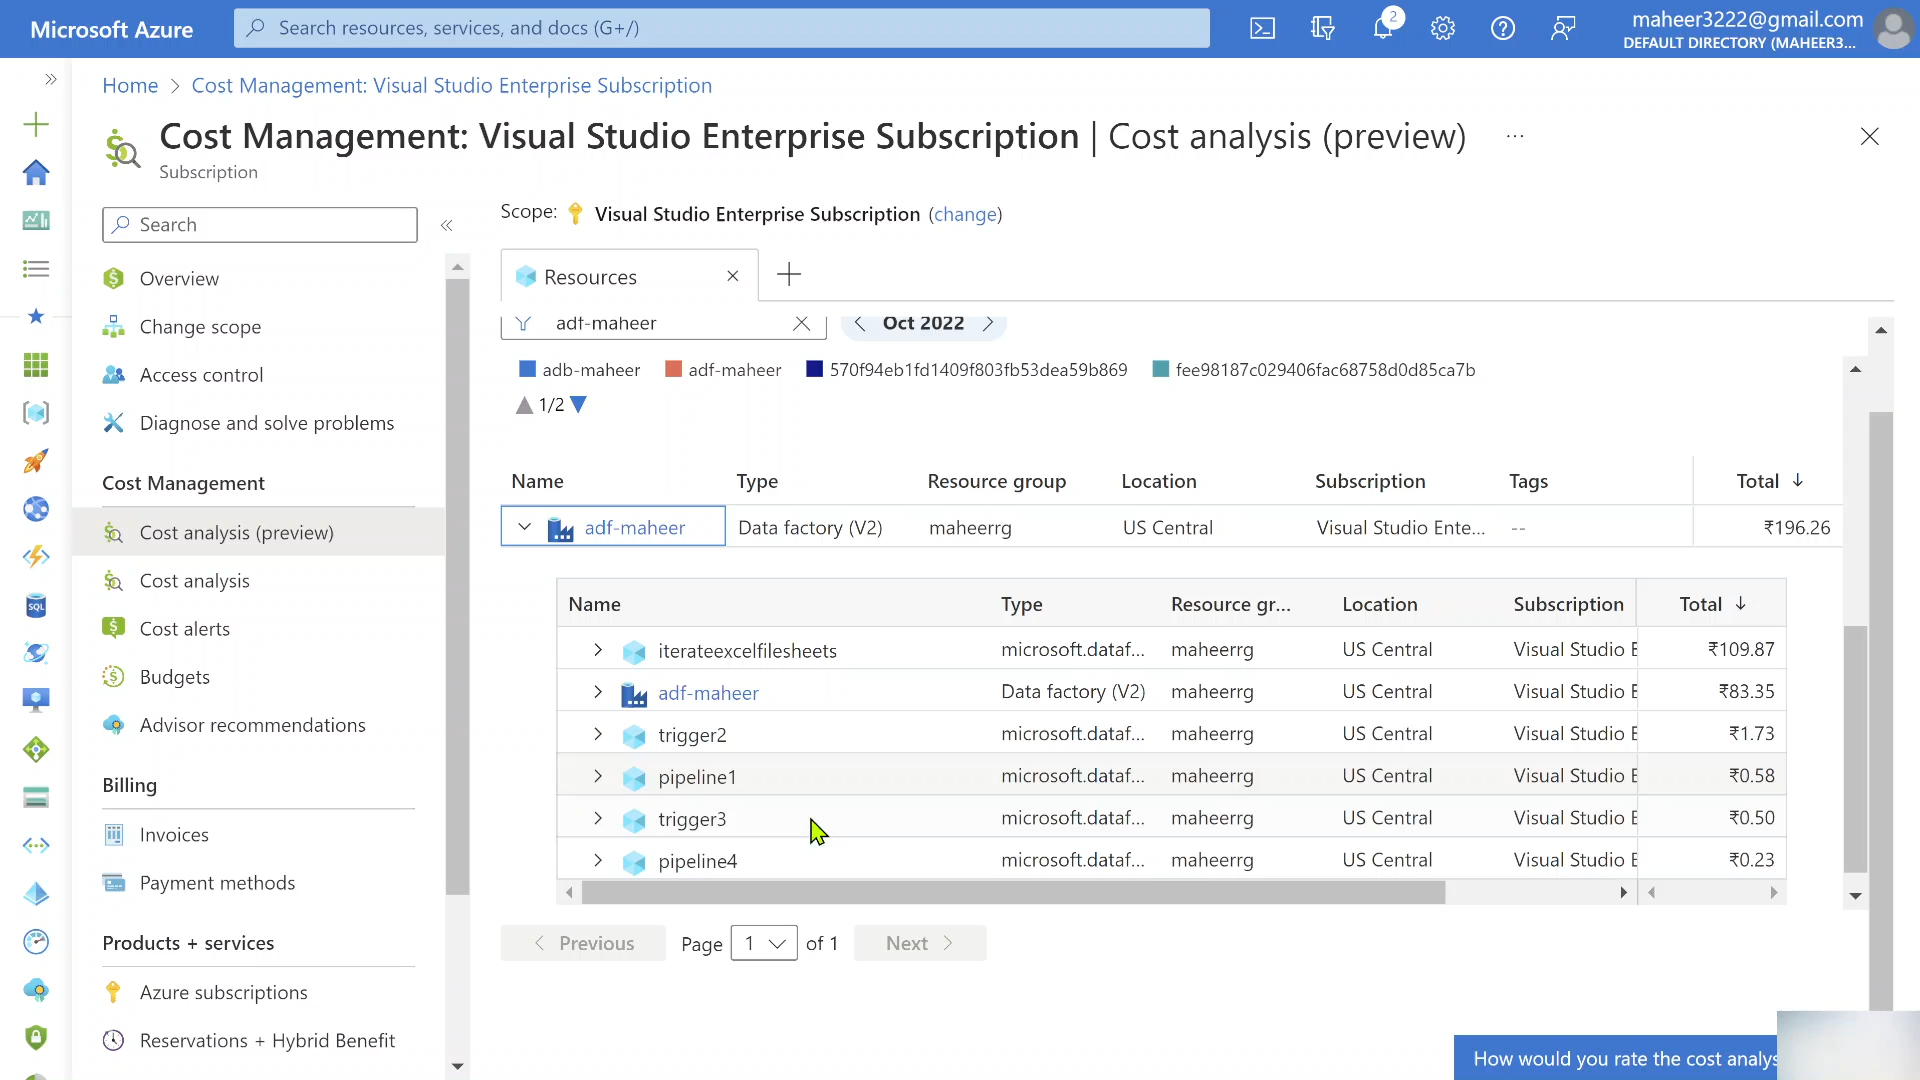 Microsoft Azure
Search resources, services, and docs (G+/)
2
maheer3222@gmail.com
DEFAULT DIRECTORY (MAHEER3...
Home > Cost Management: Visual Studio Enterprise Subscription
Cost Management: Visual Studio Enterprise Subscription | Cost analysis (preview) ...
Subscription
Search
Overview
Change scope
Access control
Diagnose and solve problems
Cost Management
Cost analysis (preview)
Cost analysis
Cost alerts
Budgets
Advisor recommendations
Billing
Invoices
Payment methods
Products + services
Azure subscriptions
Reservations + Hybrid Benefit
SQL
Scope: Visual Studio Enterprise Subscription (change)
Resources
adf-maheer
Oct 2022
adb-maheer adf-maheer 570f94eb1fd1409f803fb53dea59b869 fee98187c029406fac68758d0d85ca7b
1/2
Name Type Resource group Location Subscription Tags Total ↓
adf-maheer Data factory (V2) maheerrg US Central Visual Studio Ente... -- ₹196.26
Name Type Resource gr... Location Subscription Total ↓
iterateexcelfilesheets microsoft.dataf... maheerrg US Central Visual Studio E ₹109.87
adf-maheer Data factory (V2) maheerrg US Central Visual Studio E ₹83.35
trigger2 microsoft.dataf... maheerrg US Central Visual Studio E ₹1.73
pipeline1 microsoft.dataf... maheerrg US Central Visual Studio E ₹0.58
trigger3 microsoft.dataf... maheerrg US Central Visual Studio E ₹0.50
pipeline4 microsoft.dataf... maheerrg US Central Visual Studio E ₹0.23
< Previous Page 1 of 1 Next >
How would you rate the cost analys